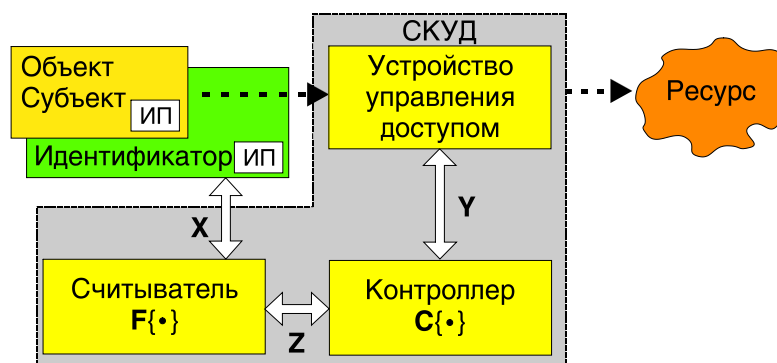 СКУД
Объект
Субъект
ИП
Идентификатор
ИП
Устройство
управления
доступом
Ресурс
X
Y
Считыватель
F{•}
Z
Контроллер
C{•}